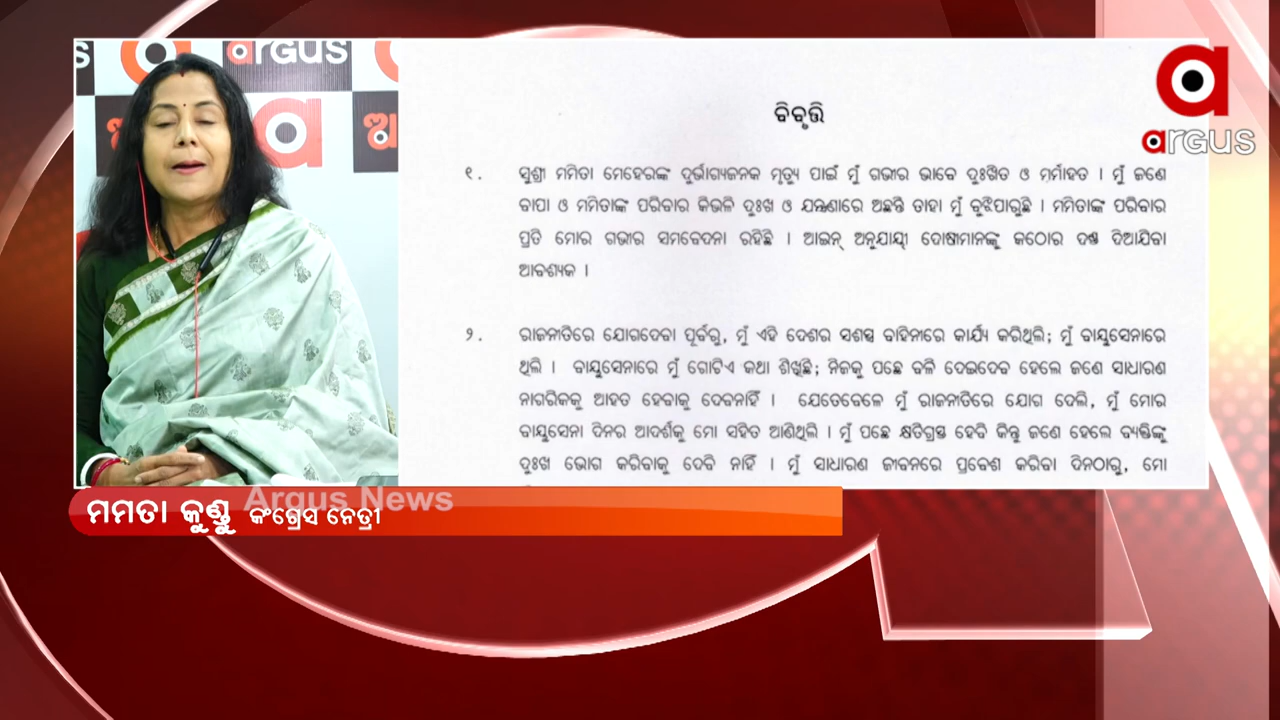 argus
ବିବୃତ୍ତି
୧. ସୁଶ୍ରୀ ମମିତା ମେହେରଙ୍କ ଦୁର୍ଭାଗ୍ୟଜନକ ମୃତ୍ୟୁ ପାଇଁ ମୁଁ ଗଭୀର ଭାବେ ଦୁଃଖିତ ଓ ମର୍ମାହତ । ମୁଁ ଜଣେ
ବାପା ଓ ମମିତାଙ୍କ ପରିବାର କିଭଳି ଦୁଃଖ ଓ ଯନ୍ତ୍ରଣାରେ ଅଛନ୍ତି ତାହା ମୁଁ ବୁଝିପାରୁଛି । ମମିତାଙ୍କ ପରିବାର
ପ୍ରତି ମୋର ଗଭୀର ସମବେଦନା ରହିଛି । ଆଇନ୍ ଅନୁଯାୟୀ ଦୋଷୀମାନଙ୍କୁ କଠୋର ଦଣ୍ଡ ଦିଆଯିବା
ଆବଶ୍ୟକ ।
୨. ରାଜନୀତିରେ ଯୋଗଦେବା ପୂର୍ବରୁ, ମୁଁ ଏହି ଦେଶର ସଶସ୍ତ୍ର ବାହିନୀରେ କାର୍ଯ୍ୟ କରିଥିଲି; ମୁଁ ବାୟୁସେନାରେ
ଥିଲି । ବାୟୁସେନାରେ ମୁଁ ଗୋଟିଏ କଥା ଶିଖିଛି; ନିଜକୁ ପଛେ ବଳି ଦେଇଦେବ ହେଲେ ଜଣେ ସାଧାରଣ
ନାଗରିକକୁ ଆହତ ହେବାକୁ ଦେବନାହିଁ । ଯେତେବେଳେ ମୁଁ ରାଜନୀତିରେ ଯୋଗ ଦେଲି, ମୁଁ ମୋର
ବାୟୁସେନା ଦିନର ଆଦର୍ଶକୁ ମୋ ସହିତ ଆଣିଥିଲି । ମୁଁ ପଛେ କ୍ଷତିଗ୍ରସ୍ତ ହେବି କିନ୍ତୁ ଜଣେ ହେଲେ ବ୍ୟକ୍ତିଙ୍କୁ
ଦୁଃଖ ଭୋଗ କରିବାକୁ ଦେବି ନାହିଁ । ମୁଁ ସାଧାରଣ ଜୀବନରେ ପ୍ରବେଶ କରିବା ଦିନଠାରୁ, ମୋ
Argus News
ମମତା କୁଣ୍ଡୁ କଂଗ୍ରେସ ନେତ୍ରୀ